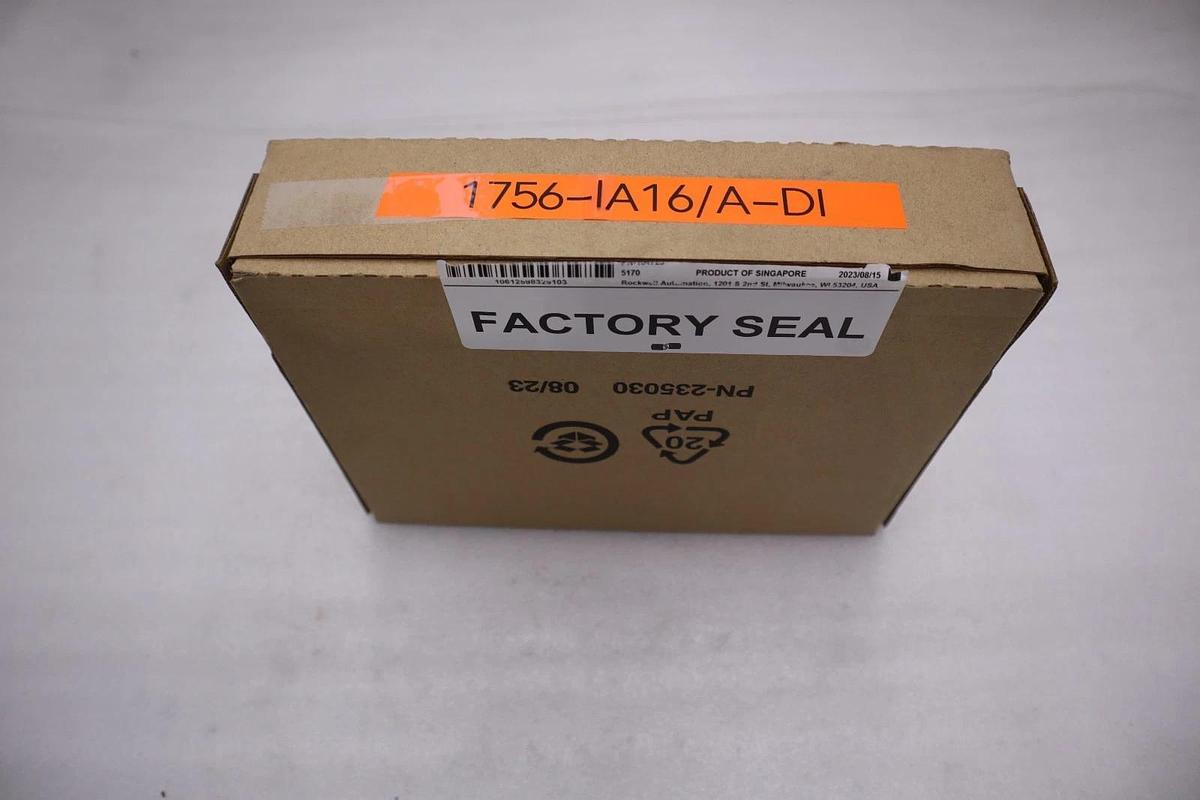 1756-IA16/A-DI
5170 PRODUCT OF SINGAPORE 2023/08/15
Rockwell Automation, 1201 S 2nd St, Milwaukee, WI 53204, USA
FACTORY SEAL
PN-235030 08/23
PAP
20